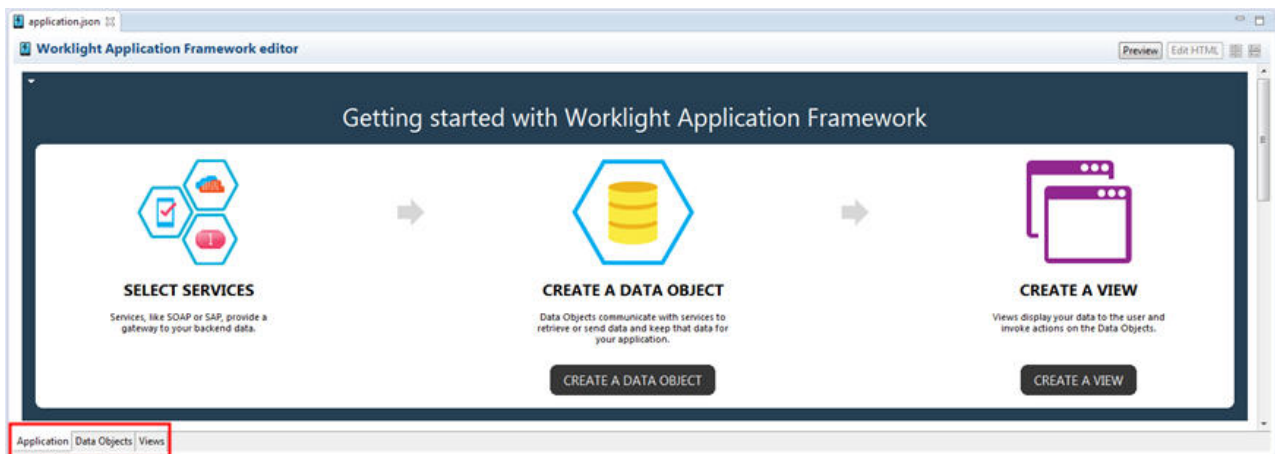 application.json
Worklight Application Framework editor
Preview
Edit HTML
Getting started with Worklight Application Framework
1
SELECT SERVICES
Services, like SOAP or SAP, provide a
gateway to your backend data.
CREATE A DATA OBJECT
Data Objects communicate with services to
retrieve or send data and keep that data for
your application.
CREATE A DATA OBJECT
CREATE A VIEW
Views display your data to the user and
invoke actions on the Data Objects.
CREATE A VIEW
Application Data Objects Views